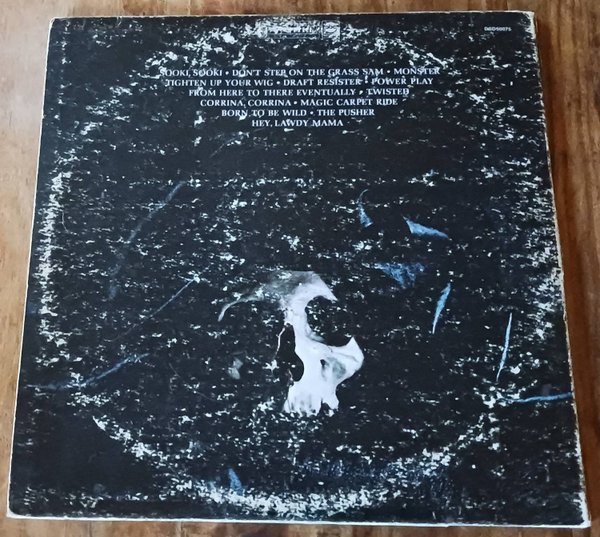 DSD50075
SOOKI, SOOKI • DON'T STEP ON THE GRASS SAM • MONSTER
TIGHTEN UP YOUR WIG • DRAFT RESISTER • POWER PLAY
FROM HERE TO THERE EVENTUALLY • TWISTED
CORRINA, CORRINA • MAGIC CARPET RIDE
BORN TO BE WILD • THE PUSHER
HEY, LAWDY MAMA